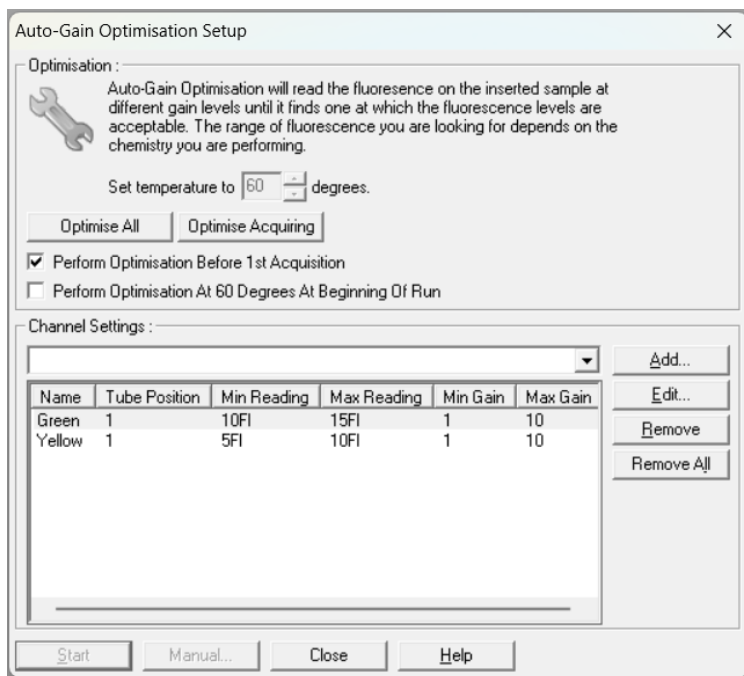 Auto-Gain Optimisation Setup
Optimisation :
Auto-Gain Optimisation will read the fluoresence on the inserted sample at
different gain levels until it finds one at which the fluorescence levels are
acceptable. The range of fluorescence you are looking for depends on the
chemistry you are performing.
Set temperature to 60 degrees.
Optimise All Optimise Acquiring
Perform Optimisation Before 1st Acquisition
Perform Optimisation At 60 Degrees At Beginning Of Run
Channel Settings :
Add...
Name Tube Position Min Reading Max Reading Min Gain Max Gain Edit...
Green 1 10Fl 15Fl 1 10
Remove
Yellow 1 5Fl 10Fl 1 10
Remove All
Start Manual... Close Help